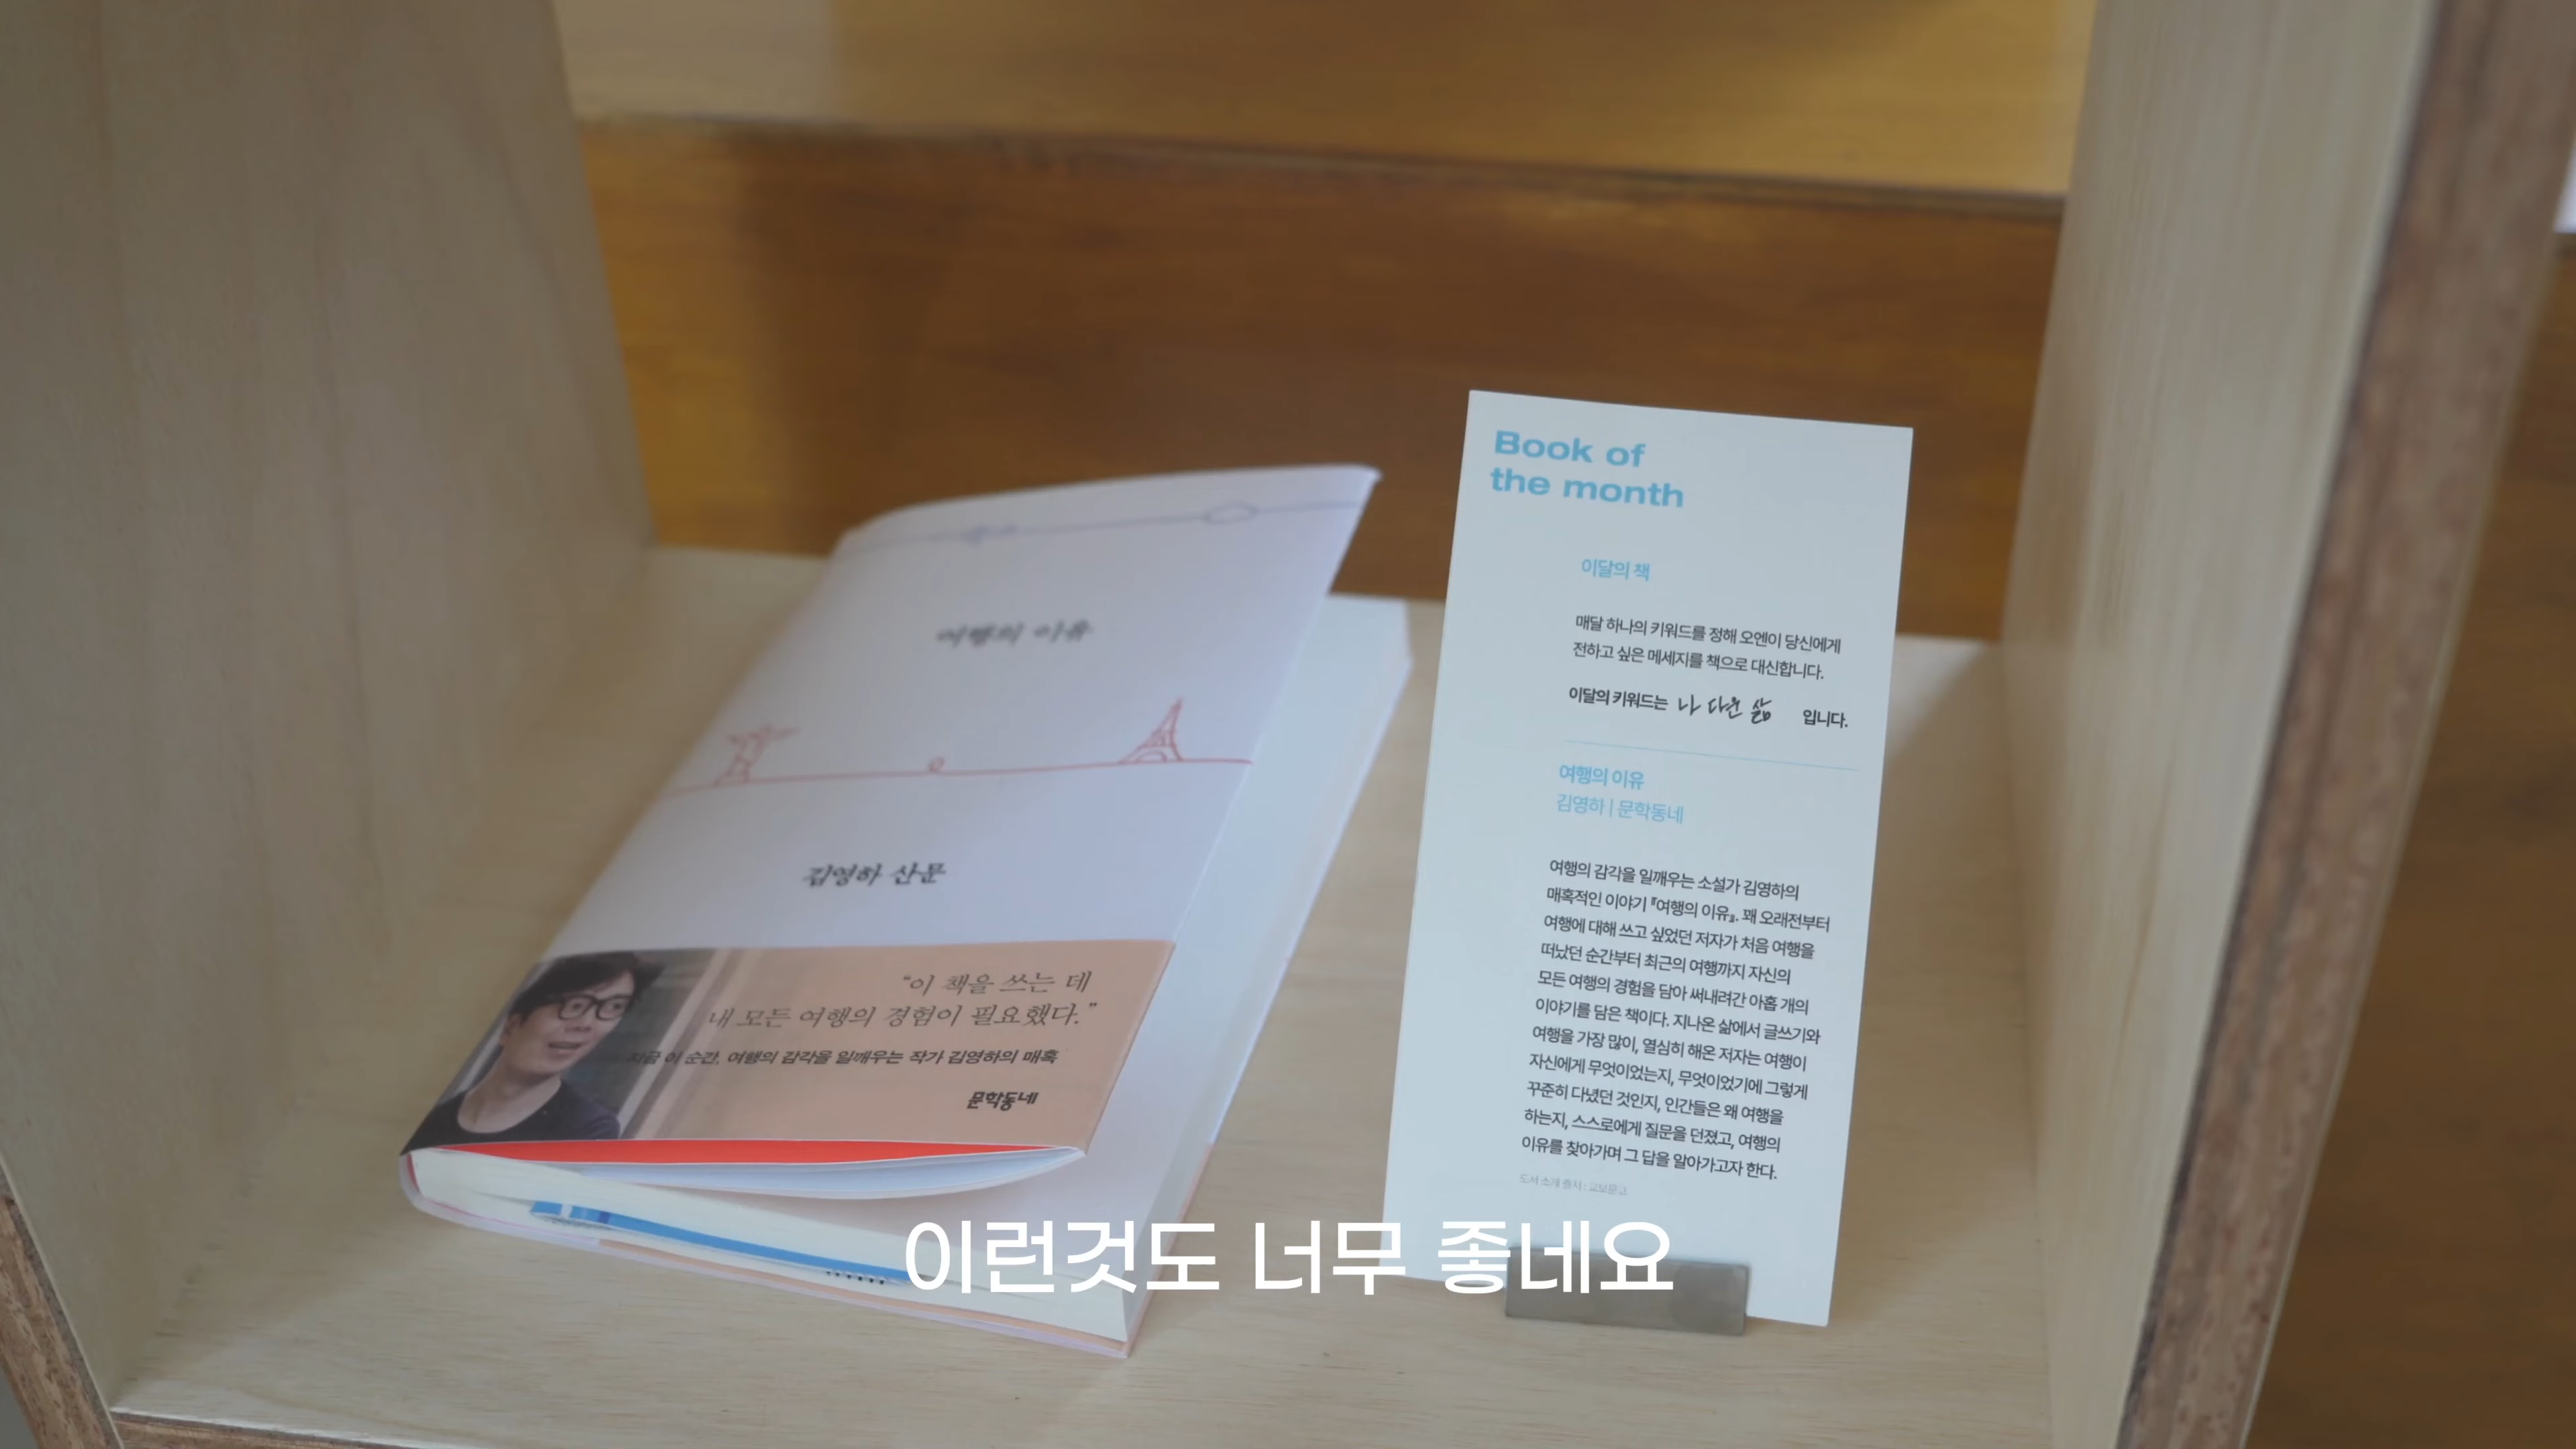 여행의 이유
김영하 산문
“이 책을 쓰는 데
내 모든 여행의 경험이 필요했다.”
지금 이 순간, 여행의 감각을 일깨우는 작가 김영하의 매혹
문학동네
Book of
the month
이달의 책
매달 하나의 키워드를 정해 오엔이 당신에게
전하고 싶은 메세지를 책으로 대신합니다.
이달의 키워드는 나 다운 삶 입니다.
여행의 이유
김영하 | 문학동네
여행의 감각을 일깨우는 소설가 김영하의
매혹적인 이야기 『여행의 이유』. 꽤 오래전부터
여행에 대해 쓰고 싶었던 저자가 처음 여행을
떠났던 순간부터 최근의 여행까지 자신의
모든 여행의 경험을 담아 써내려간 아홉 개의
이야기를 담은 책이다. 지나온 삶에서 글쓰기와
여행을 가장 많이, 열심히 해온 저자는 여행이
자신에게 무엇이었는지, 무엇이었기에 그렇게
꾸준히 다녔던 것인지, 인간들은 왜 여행을
하는지, 스스로에게 질문을 던졌고, 여행의
이유를 찾아가며 그 답을 알아가고자 한다.
도서 소개 출처 : 교보문고
이런것도 너무 좋네요